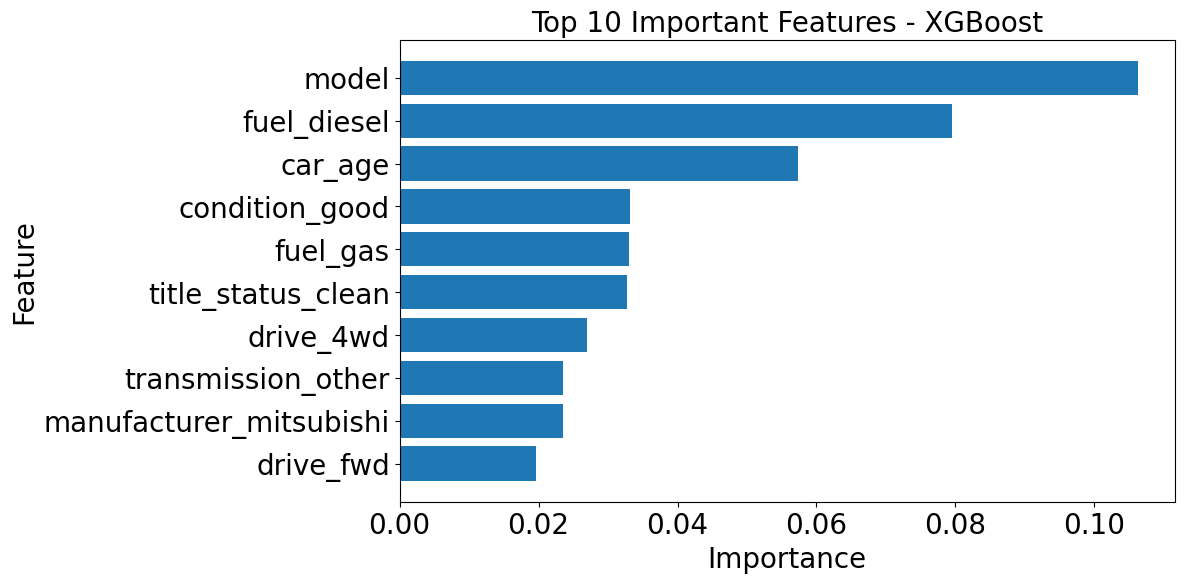 Top 10 Important Features - XGBoost
Feature
model
fuel_diesel
car_age
condition_good
fuel_gas
title_status_clean
drive_4wd
transmission_other
manufacturer_mitsubishi
drive_fwd
0.00 0.02 0.04 0.06 0.08 0.10
Importance